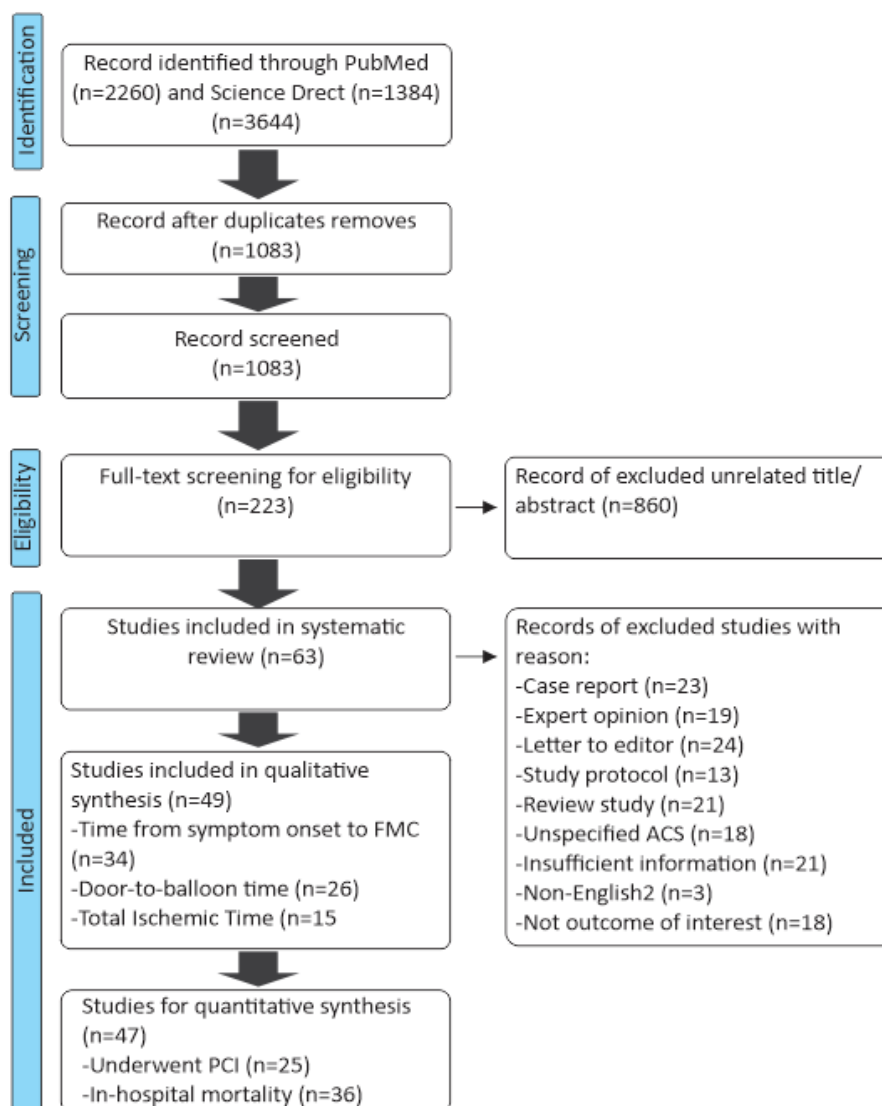 Identification
Record identified through PubMed
(n=2260) and Science Drect (n=1384)
(n=3644)
Screening
Record after duplicates removes
(n=1083)
Record screened
(n=1083)
Eligibility
Full-text screening for eligibility
(n=223)
Record of excluded unrelated title/
abstract (n=860)
Included
Studies included in systematic
review (n=63)
Records of excluded studies with
reason:
-Case report (n=23)
-Expert opinion (n=19)
-Letter to editor (n=24)
-Study protocol (n=13)
-Review study (n=21)
-Unspecified ACS (n=18)
-Insufficient information (n=21)
-Non-English2 (n=3)
-Not outcome of interest (n=18)
Studies included in qualitative
synthesis (n=49)
-Time from symptom onset to FMC
(n=34)
-Door-to-balloon time (n=26)
-Total Ischemic Time (n=15
Studies for quantitative synthesis
(n=47)
-Underwent PCI (n=25)
-In-hospital mortality (n=36)